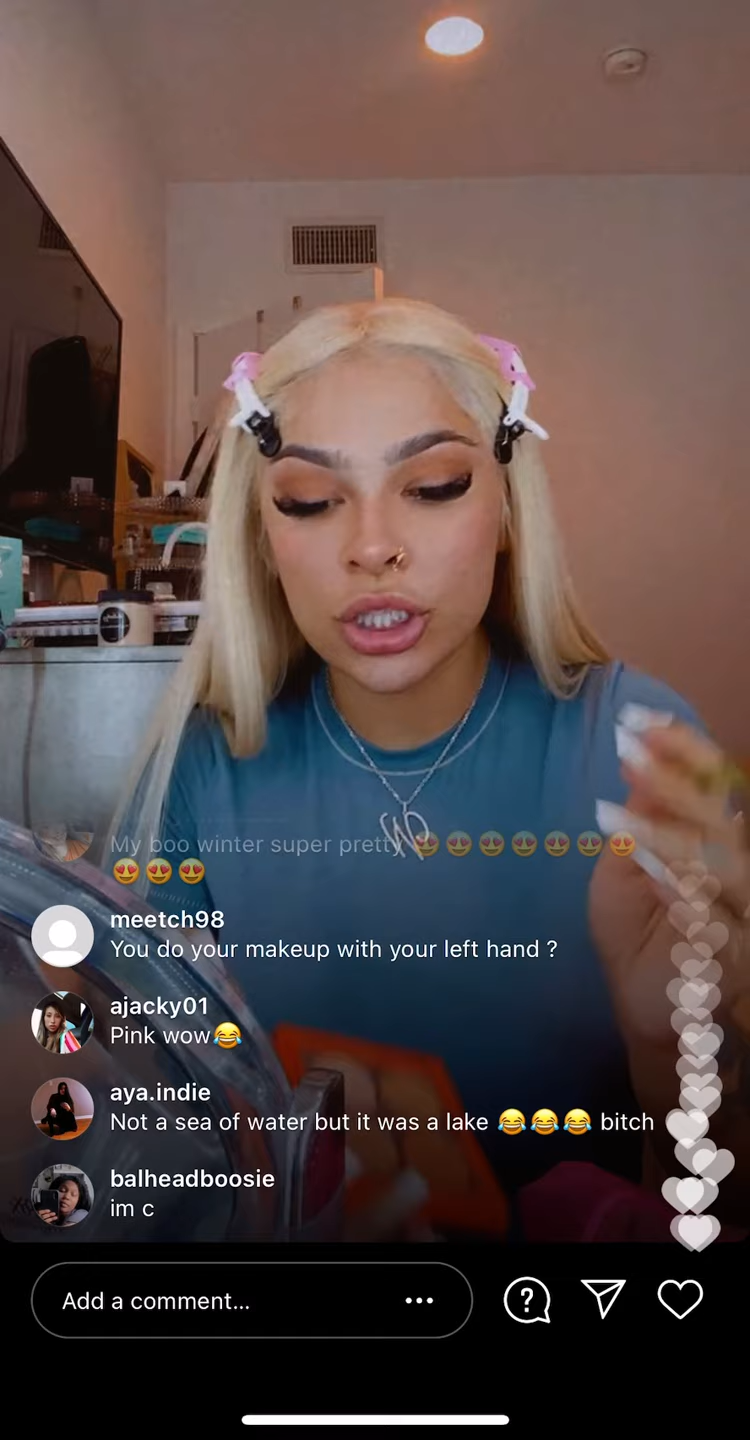 My boo winter super pretty 😍😍😍😍😍😍😍
😍😍😍
meetch98
You do your makeup with your left hand ?
ajacky01
Pink wow😂
aya.indie
Not a sea of water but it was a lake 😂😂😂 bitch
balheadboosie
im c
Add a comment...